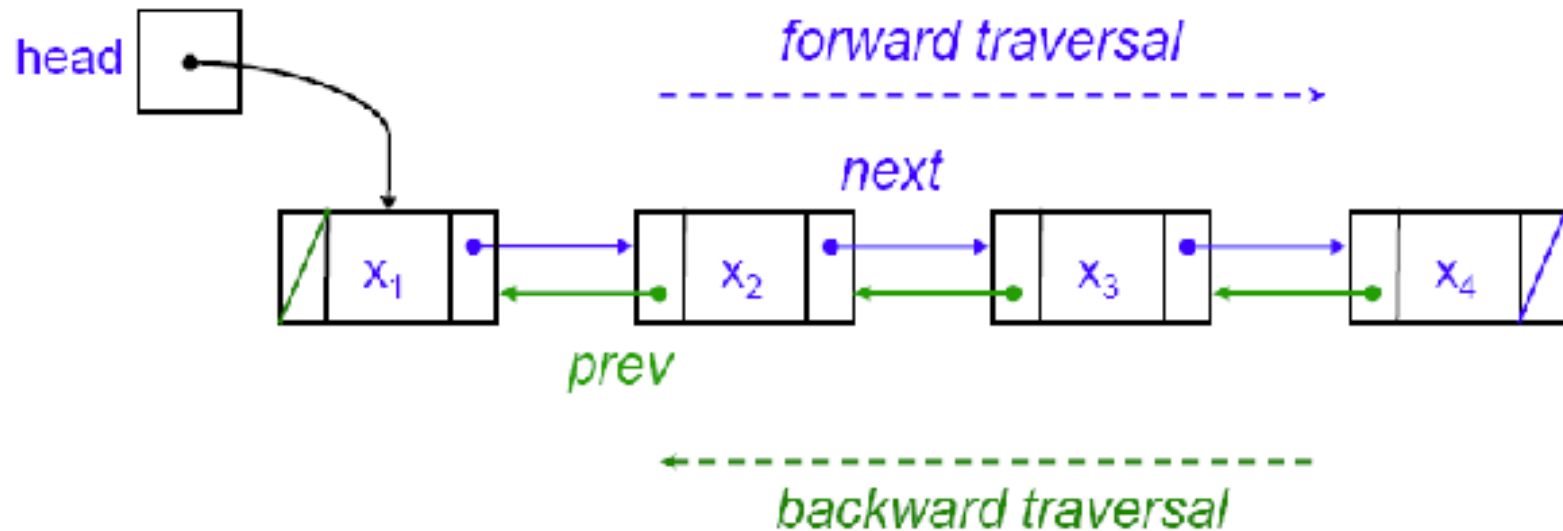 forward traversal
head
next
x₁ x₂ x₃ x₄
prev
backward traversal